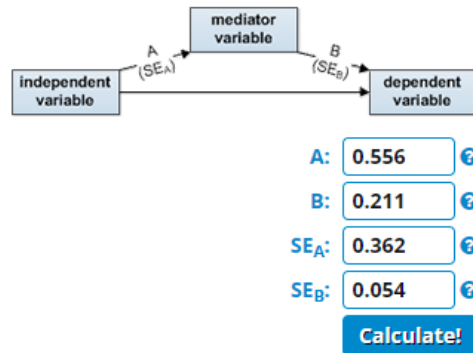 mediator
variable
A
(SEA)
B
(SEB)
independent
variable
dependent
variable
A: 0.556 ?
B: 0.211 ?
SEA: 0.362 ?
SEB: 0.054 ?
Calculate!